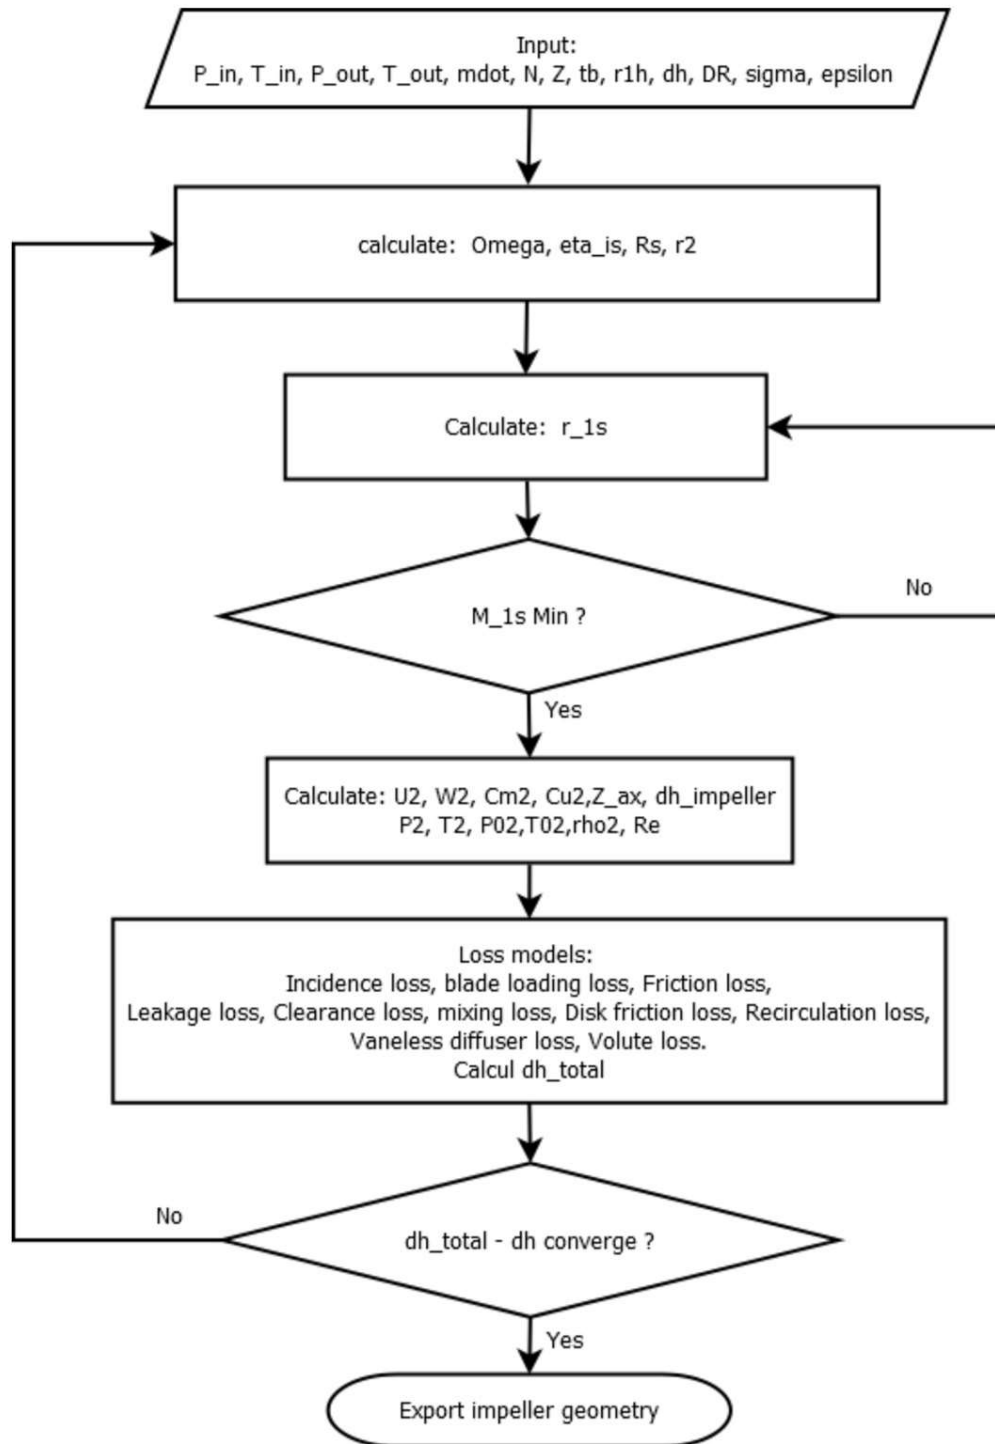 Input:
P_in, T_in, P_out, T_out, mdot, N, Z, tb, r1h, dh, DR, sigma, epsilon
calculate:  Omega, eta_is, Rs, r2
Calculate:  r_1s
M_1s Min ?
No
Yes
Calculate: U2, W2, Cm2, Cu2,Z_ax, dh_impeller
P2, T2, P02,T02,rho2, Re
Loss models:
Incidence loss, blade loading loss, Friction loss,
Leakage loss, Clearance loss, mixing loss, Disk friction loss, Recirculation loss,
Vaneless diffuser loss, Volute loss.
Calcul dh_total
No
dh_total - dh converge ?
Yes
Export impeller geometry